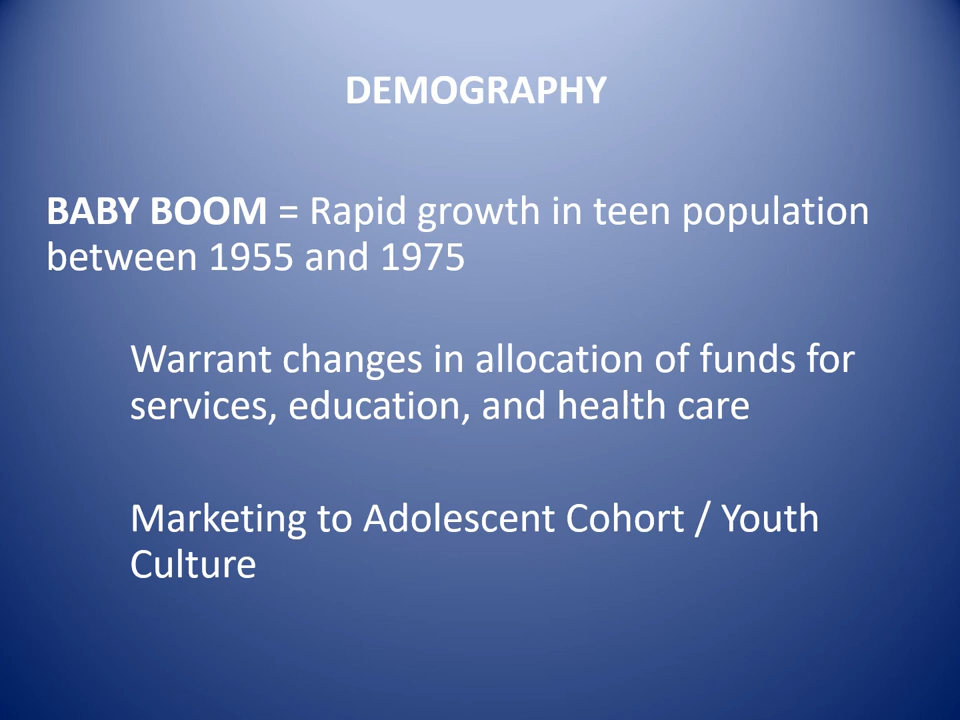 DEMOGRAPHY
BABY BOOM = Rapid growth in teen population
between 1955 and 1975
Warrant changes in allocation of funds for
services, education, and health care
Marketing to Adolescent Cohort / Youth
Culture